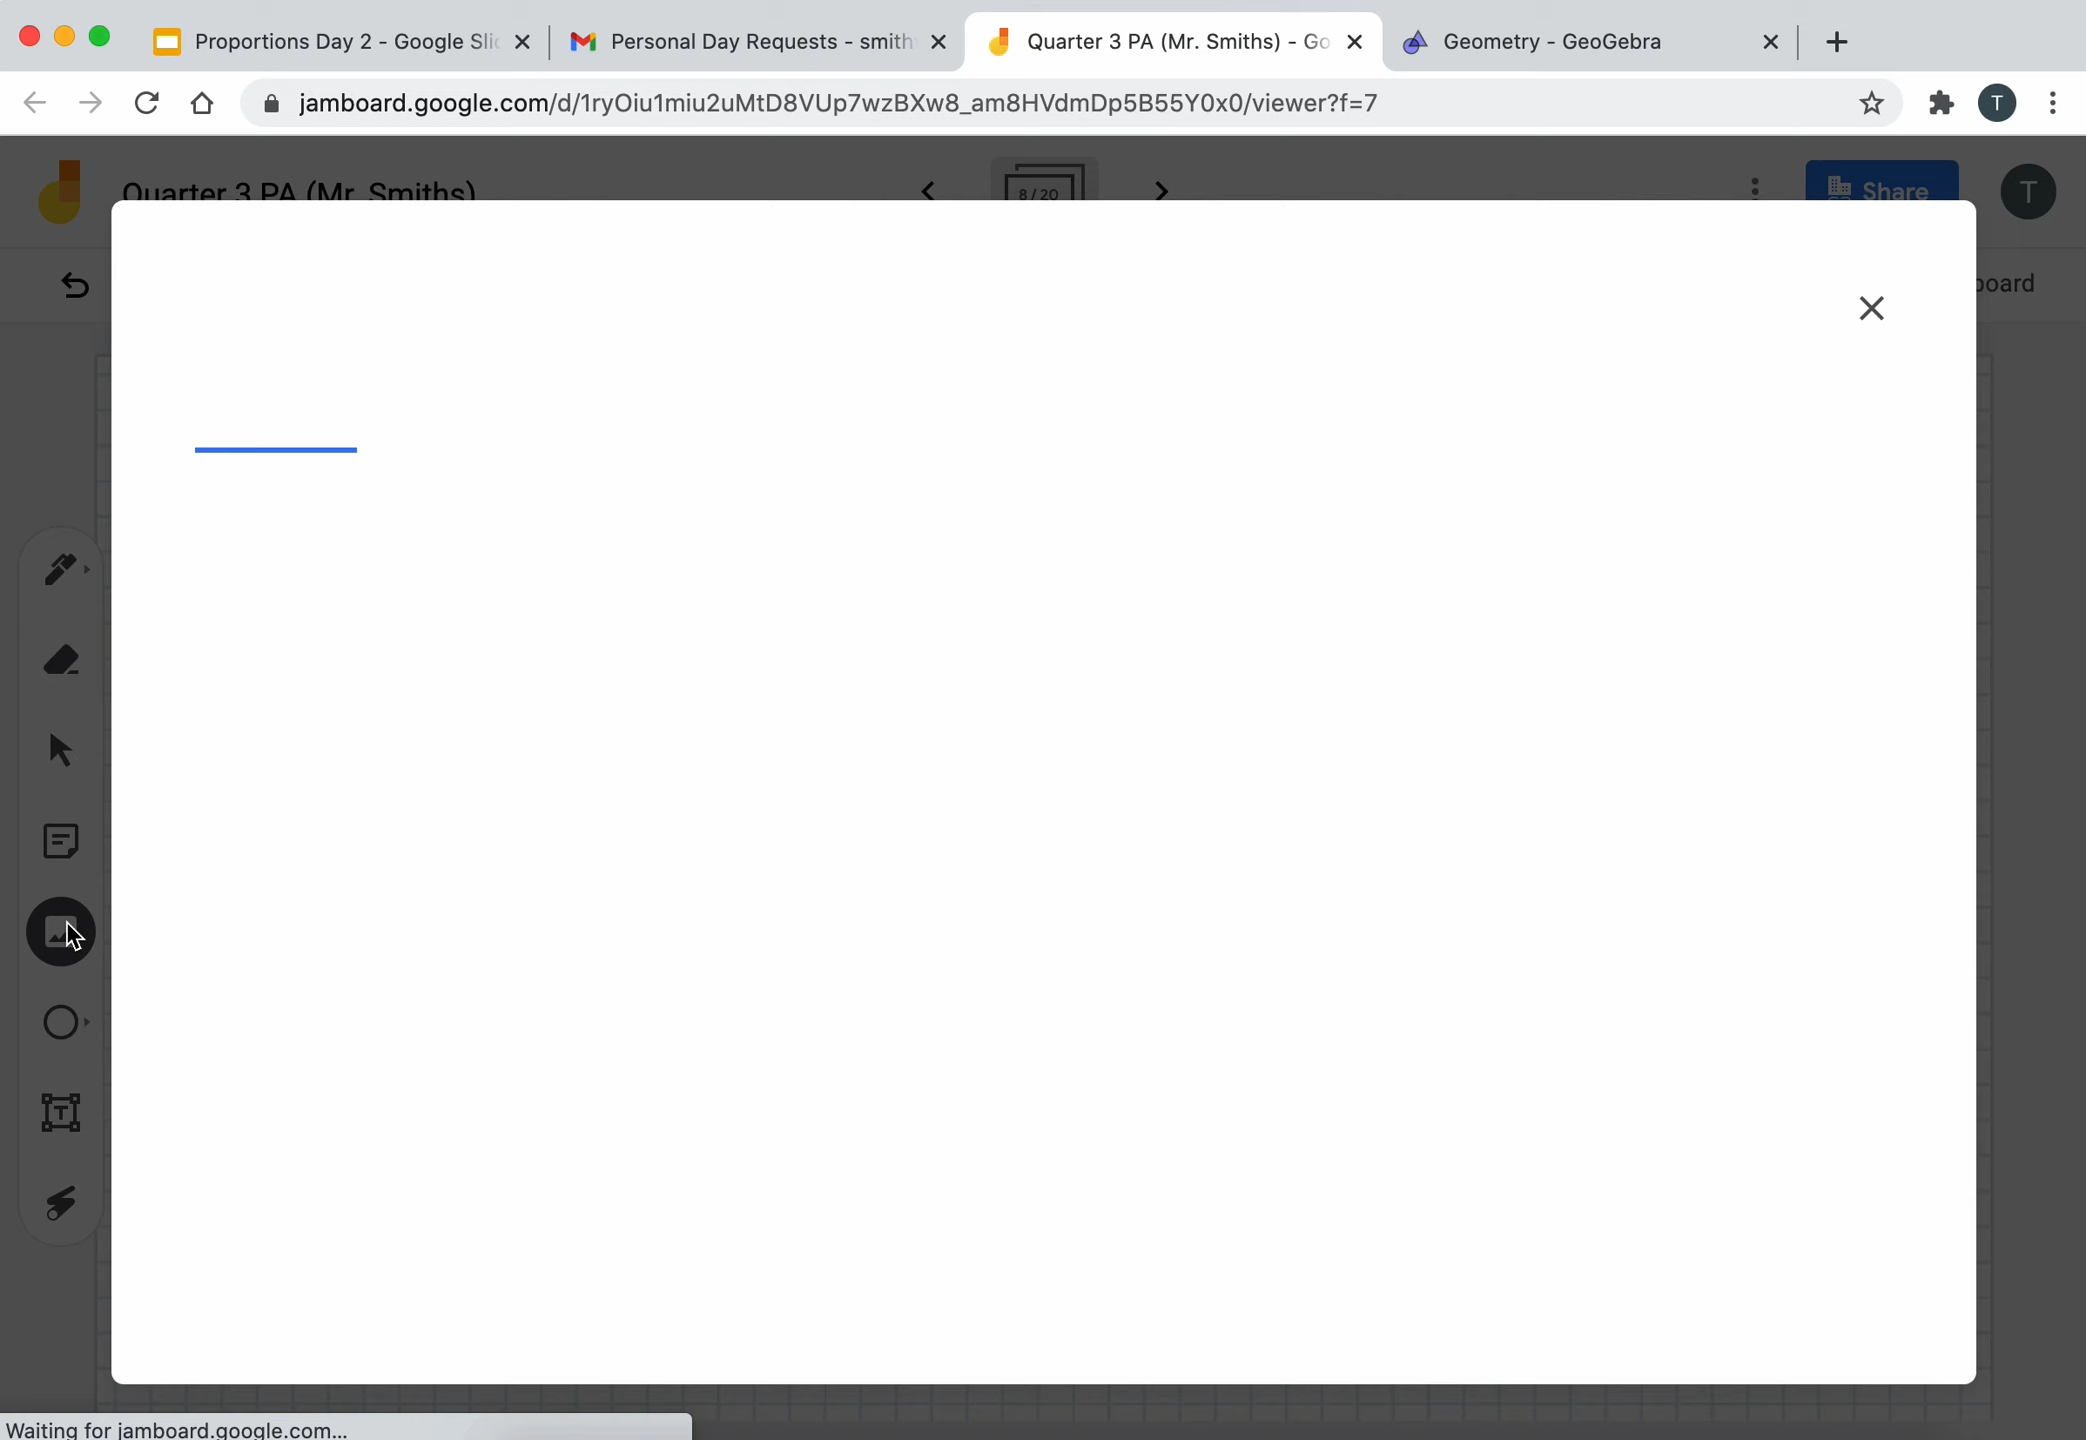 Proportions Day 2 - Google Sli
Personal Day Requests - smith
Quarter 3 PA (Mr. Smiths) - Go
Geometry - GeoGebra
jamboard.google.com/d/1ryOiu1miu2uMtD8VUp7wzBXw8_am8HVdmDp5B55Y0x0/viewer?f=7
T
Quarter 3 PA (Mr. Smiths)
8 / 20
Share
T
board
T
Waiting for jamboard.google.com...